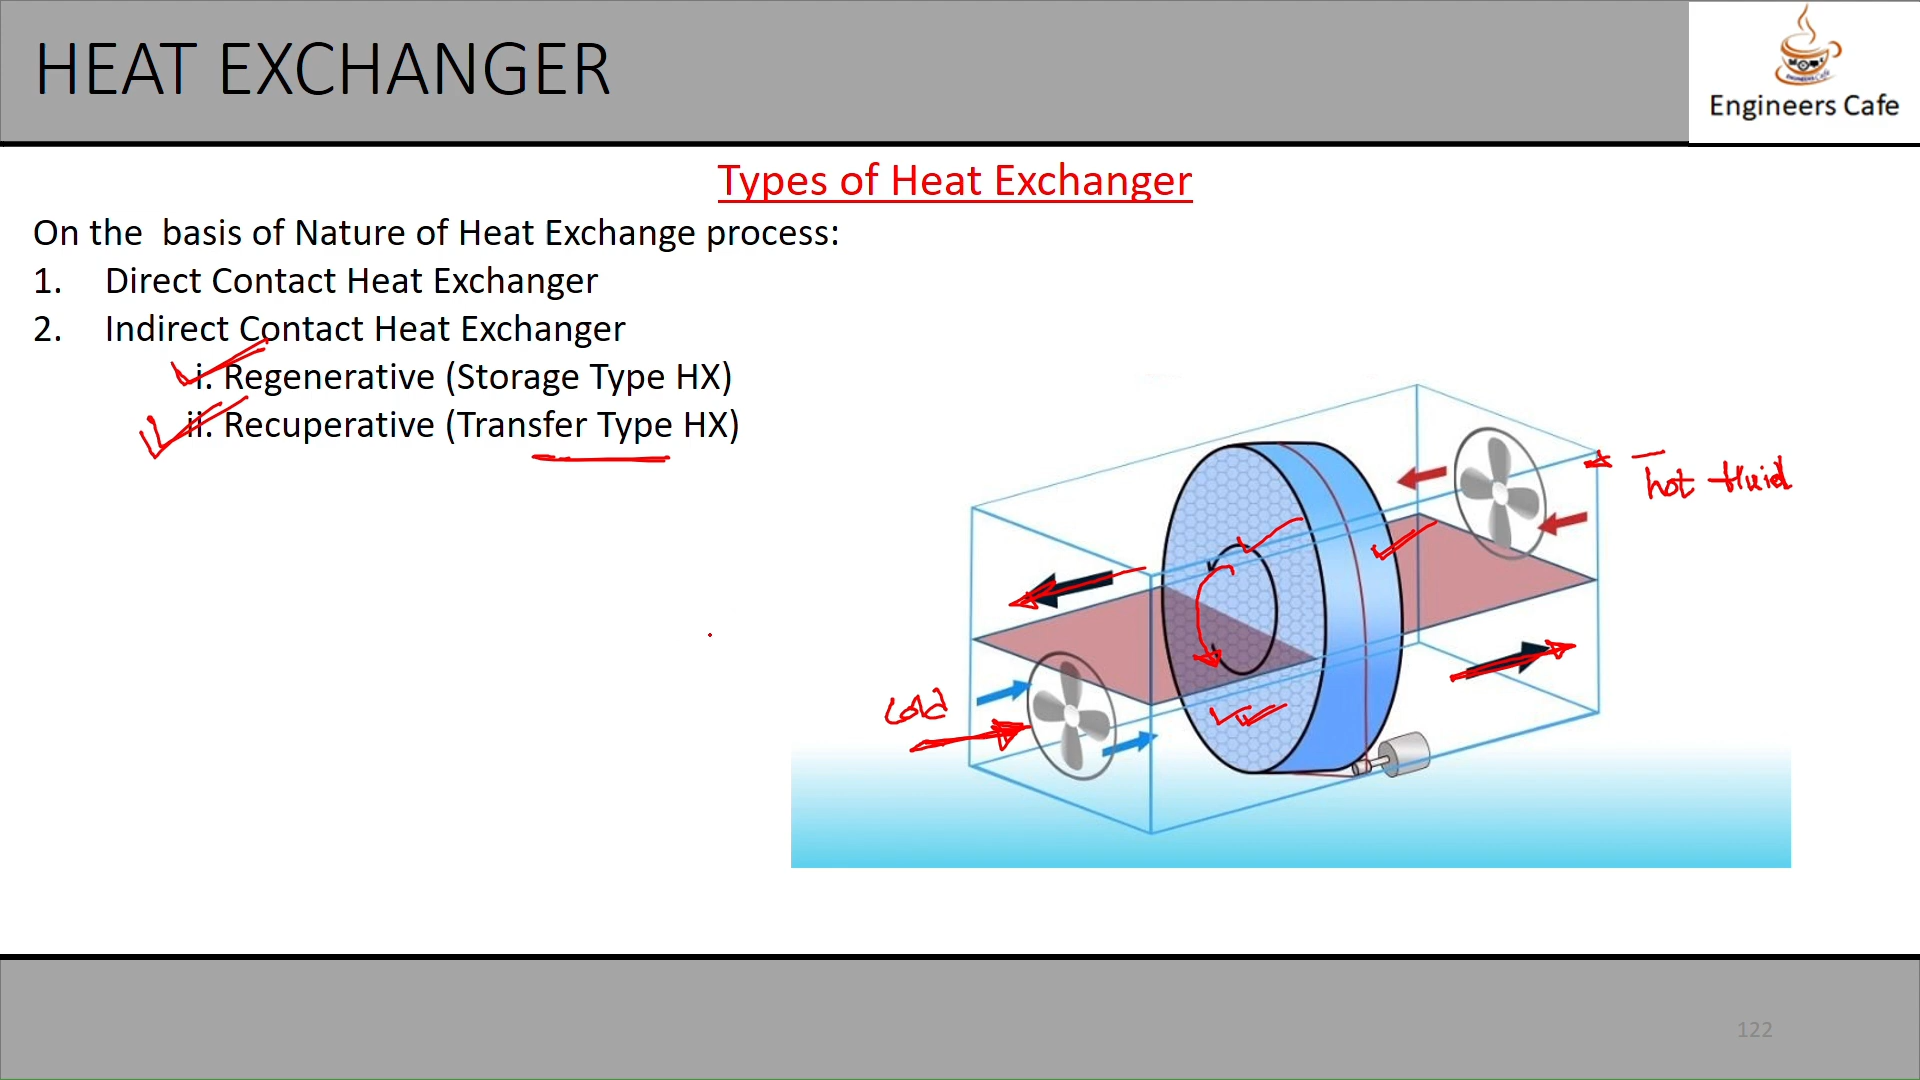 HEAT EXCHANGER
Engineers Cafe
Types of Heat Exchanger
On the basis of Nature of Heat Exchange process:
1. Direct Contact Heat Exchanger
2. Indirect Contact Heat Exchanger
i. Regenerative (Storage Type HX)
ii. Recuperative (Transfer Type HX)
hot fluid
cold
122